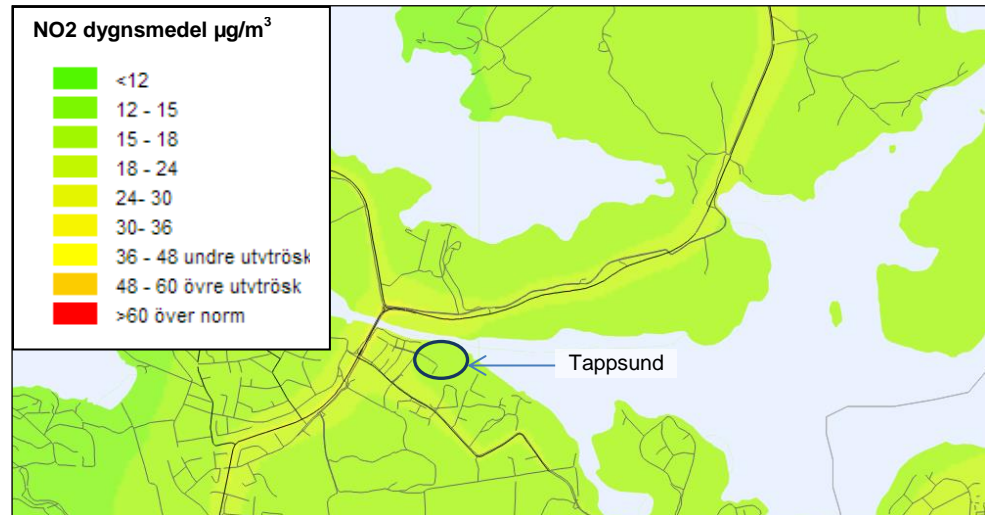 NO2 dygnsmedel µg/m³
<12
12 - 15
15 - 18
18 - 24
24- 30
30- 36
36 - 48 undre utvtrösk
48 - 60 övre utvtrösk
>60 över norm
Tappsund